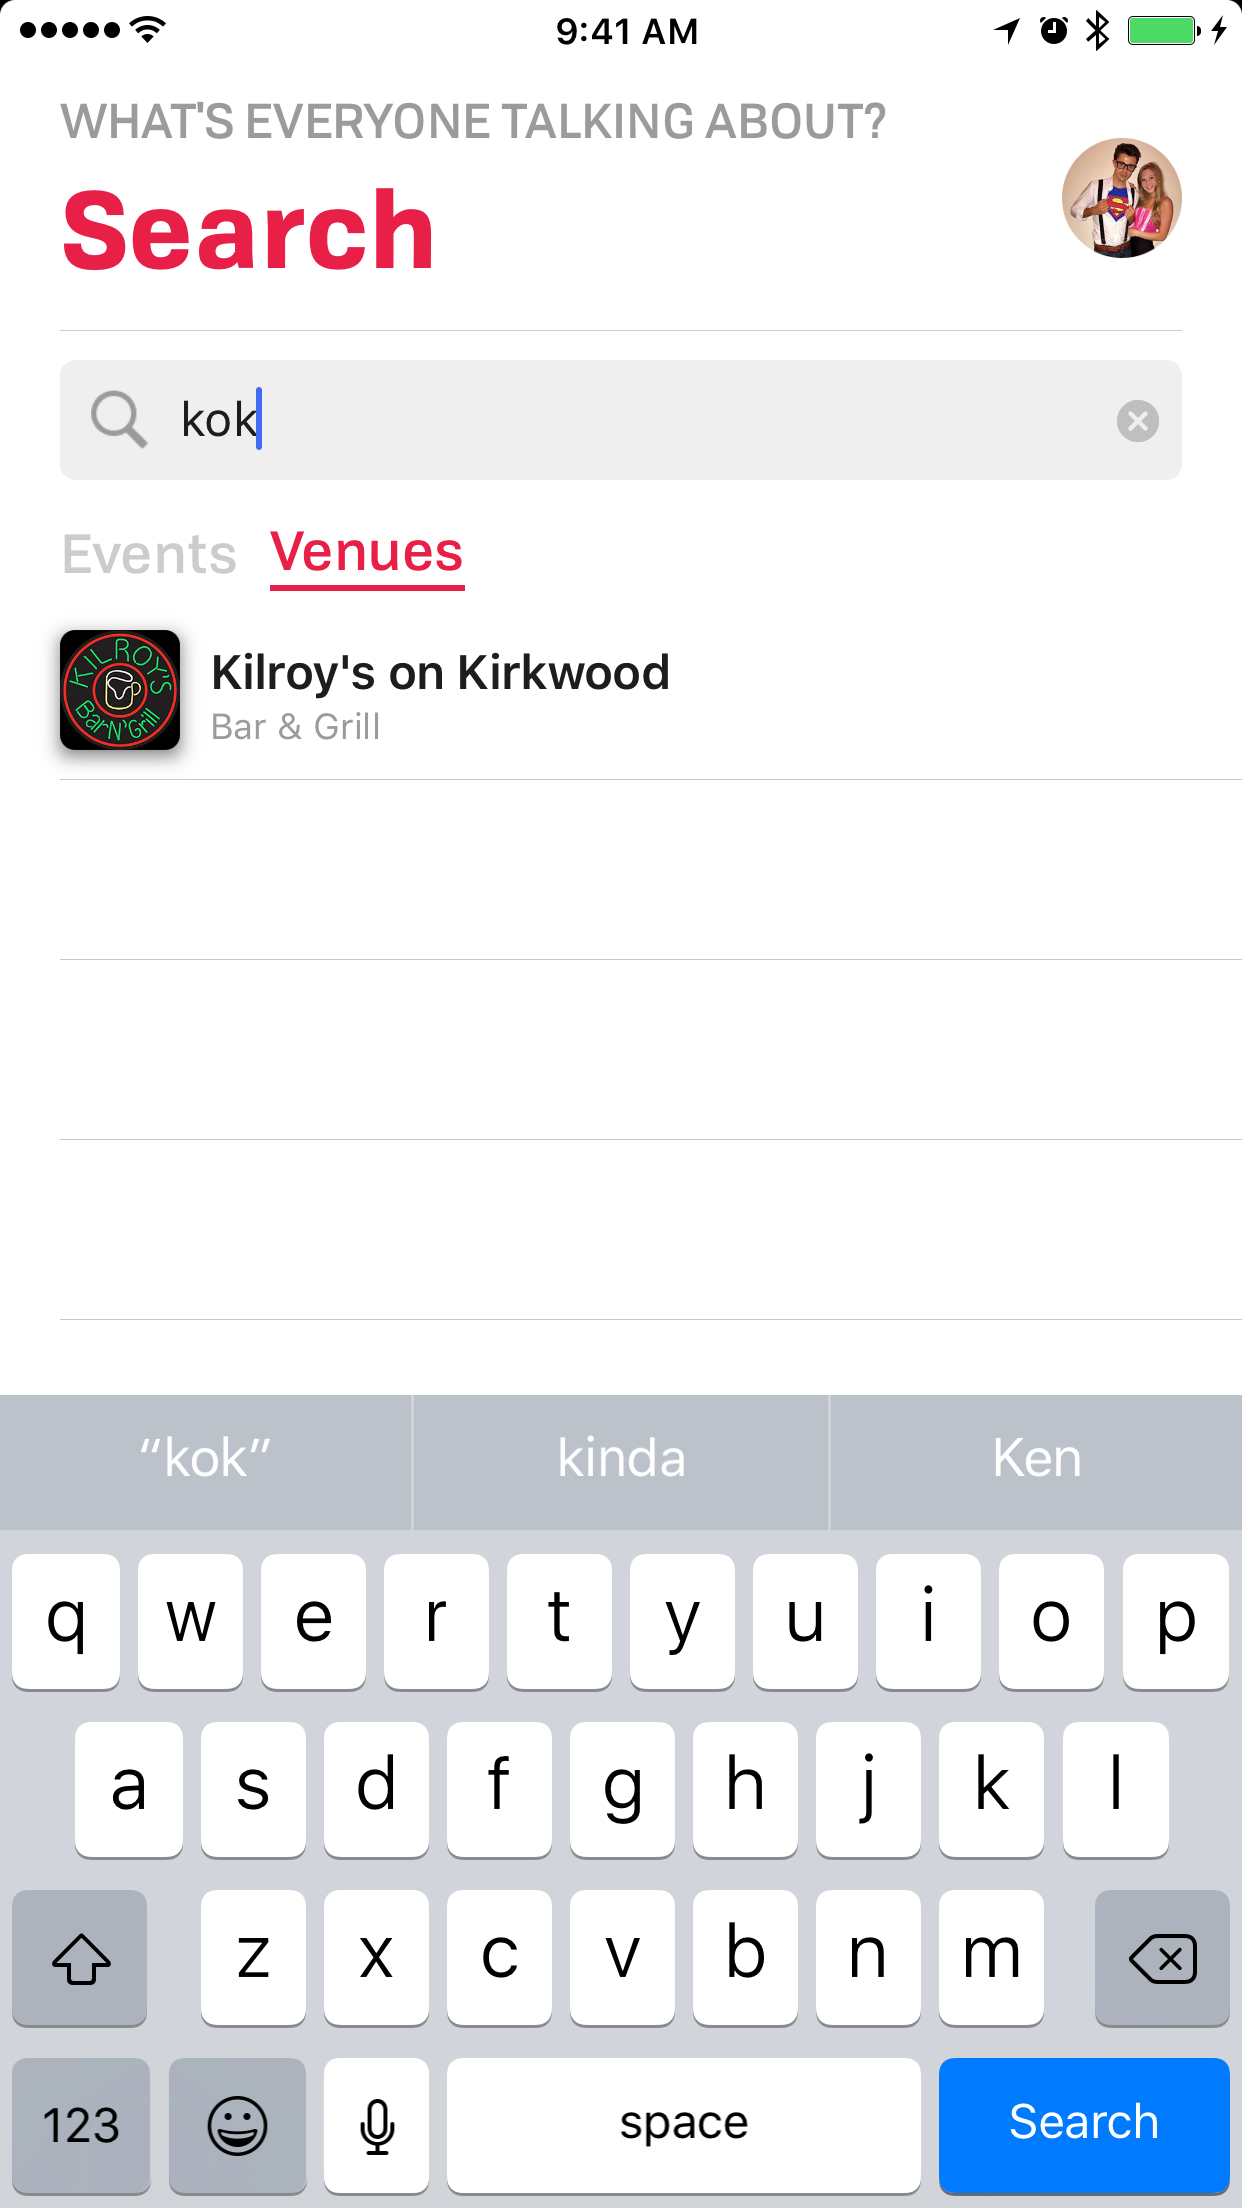 9:41 AM
WHAT'S EVERYONE TALKING ABOUT?
Search
kok
Events Venues
KILROY'S
BarN'Grill
Kilroy's on Kirkwood
Bar & Grill
“kok” kinda Ken
q w e r t y u i o p
a s d f g h j k l
z x c v b n m
123 space Search